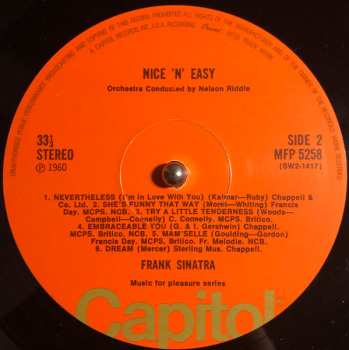 NICE 'N' EASY
Orchestra Conducted by Nelson Riddle
33⅓
STEREO
℗ 1960
SIDE 2
MFP 5258
(SW2-1417)
1. NEVERTHELESS (I'm in Love With You) (Kalmar—Ruby) Chappell &
Co. Ltd. 2. SHE'S FUNNY THAT WAY (Moret—Whiting) Francis
Day, MCPS, NCB. 3. TRY A LITTLE TENDERNESS (Woods—
Campbell—Connelly) C. Connelly, MCPS, Britico.
4. EMBRACEABLE YOU (G. & I. Gershwin) Chappell
MCPS, Britico, NCB. 5. MAM'SELLE (Goulding—Gordon)
Francis Day, MCPS, Britico, Fr. Melodie. NCB.
6. DREAM (Mercer) Sterling Mus. Chappell.
FRANK SINATRA
Music for pleasure series
Capitol